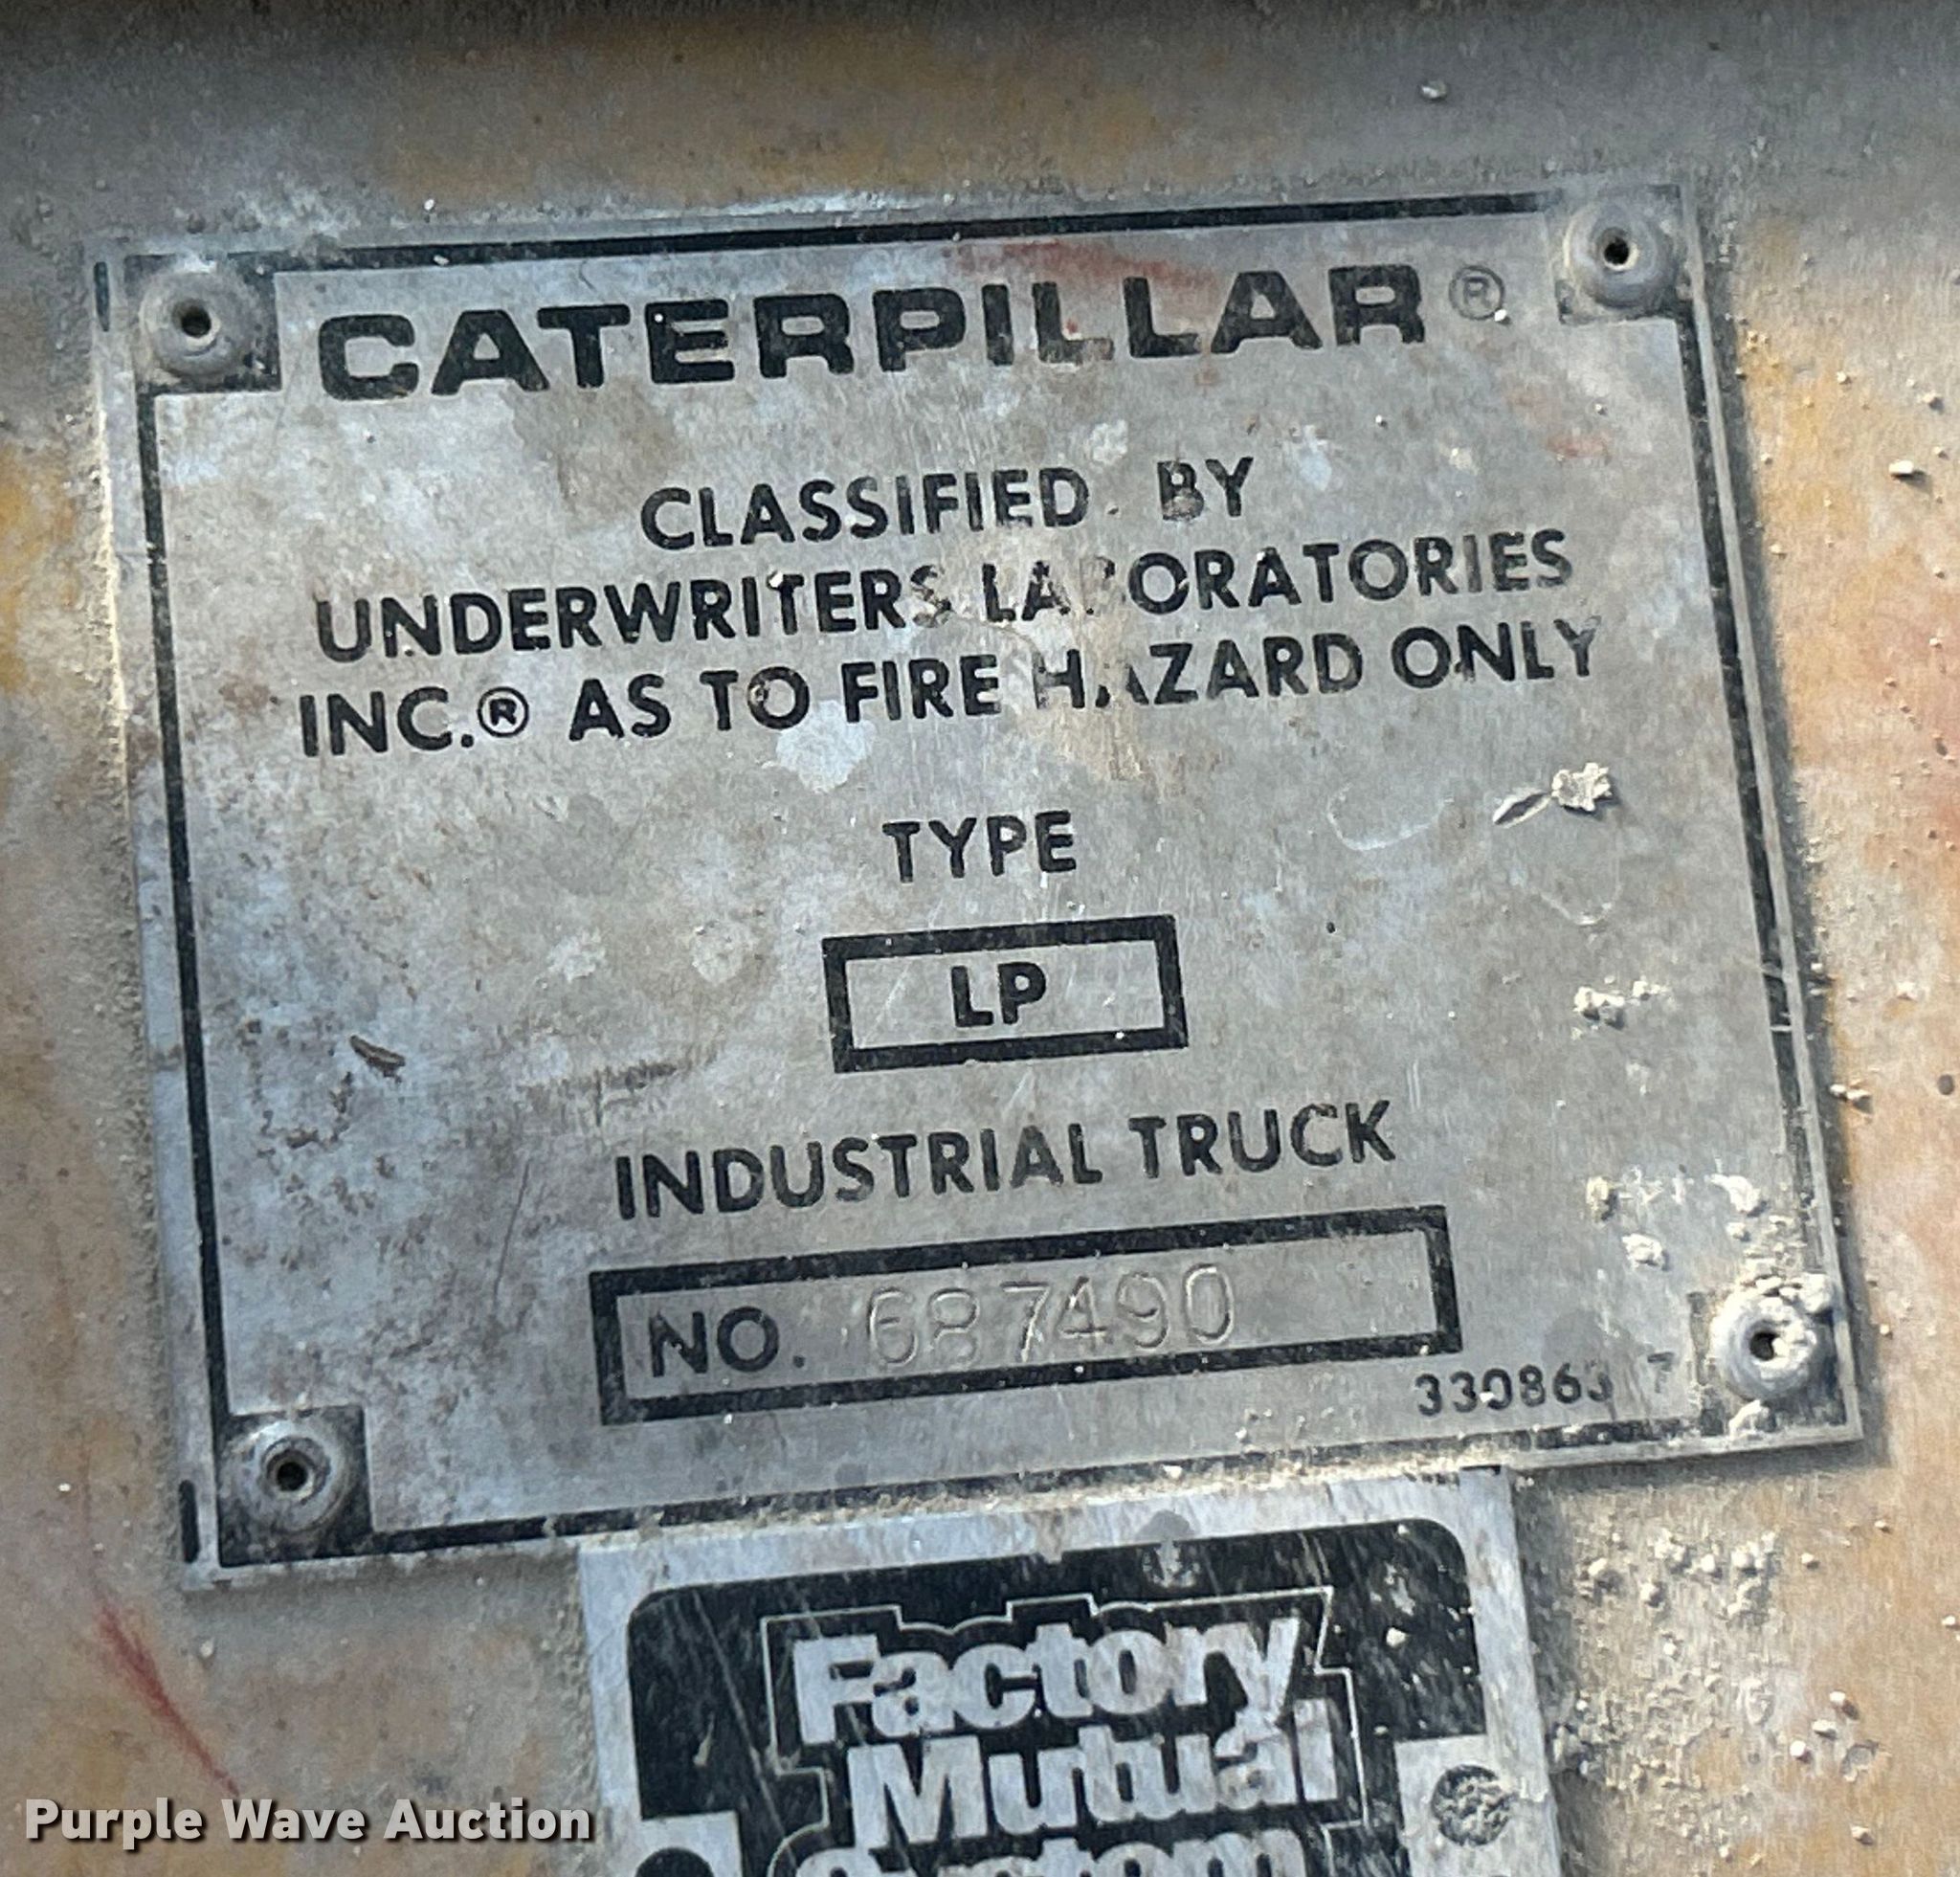 CATERPILLAR®
CLASSIFIED BY
UNDERWRITERS LABORATORIES
INC.® AS TO FIRE HAZARD ONLY
TYPE
LP
INDUSTRIAL TRUCK
NO. 687490
Factory
Mutual
System
Purple Wave Auction